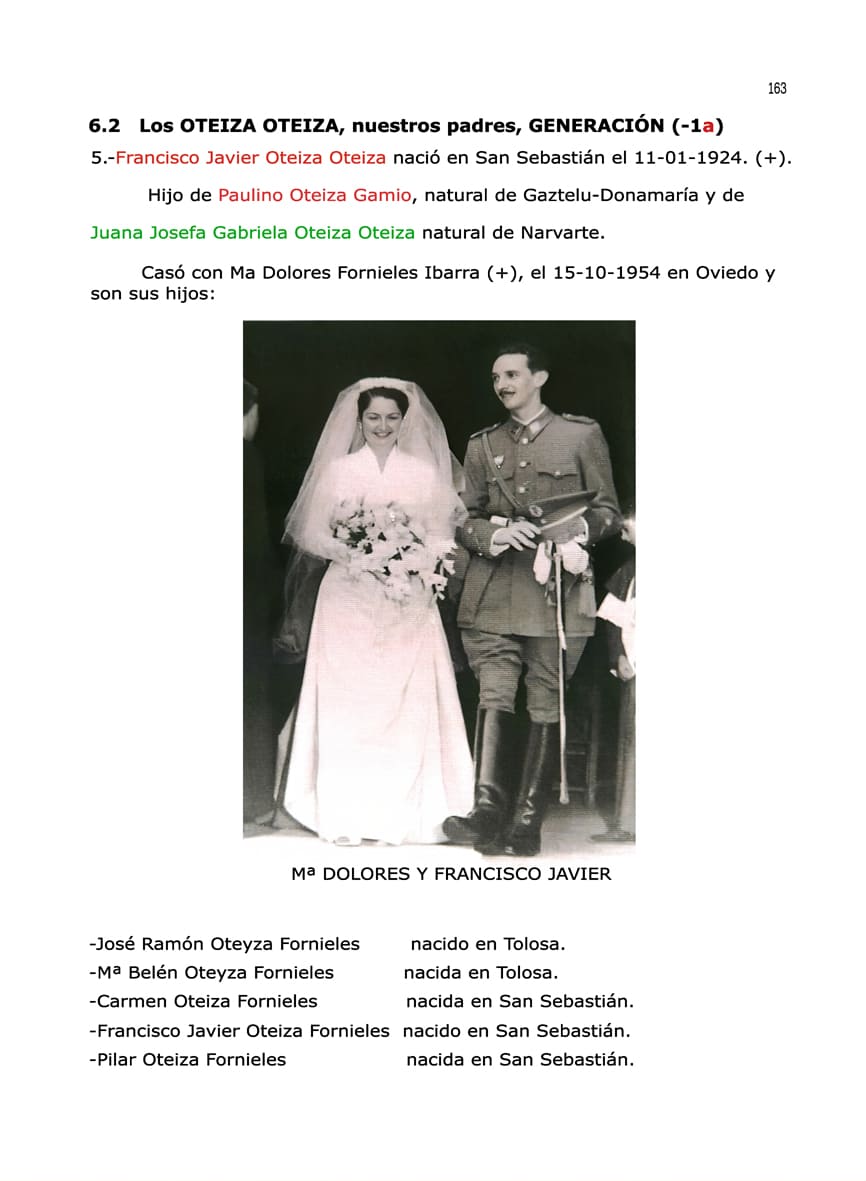 163
6.2 Los OTEIZA OTEIZA, nuestros padres, GENERACIÓN (-1a)
5.-Francisco Javier Oteiza Oteiza nació en San Sebastián el 11-01-1924. (+).
Hijo de Paulino Oteiza Gamio, natural de Gaztelu-Donamaría y de
Juana Josefa Gabriela Oteiza Oteiza natural de Narvarte.
Casó con Ma Dolores Fornieles Ibarra (+), el 15-10-1954 en Oviedo y
son sus hijos:
Mª DOLORES Y FRANCISCO JAVIER
-José Ramón Oteyza Fornieles nacido en Tolosa.
-Mª Belén Oteyza Fornieles nacida en Tolosa.
-Carmen Oteiza Fornieles nacida en San Sebastián.
-Francisco Javier Oteiza Fornieles nacido en San Sebastián.
-Pilar Oteiza Fornieles nacida en San Sebastián.